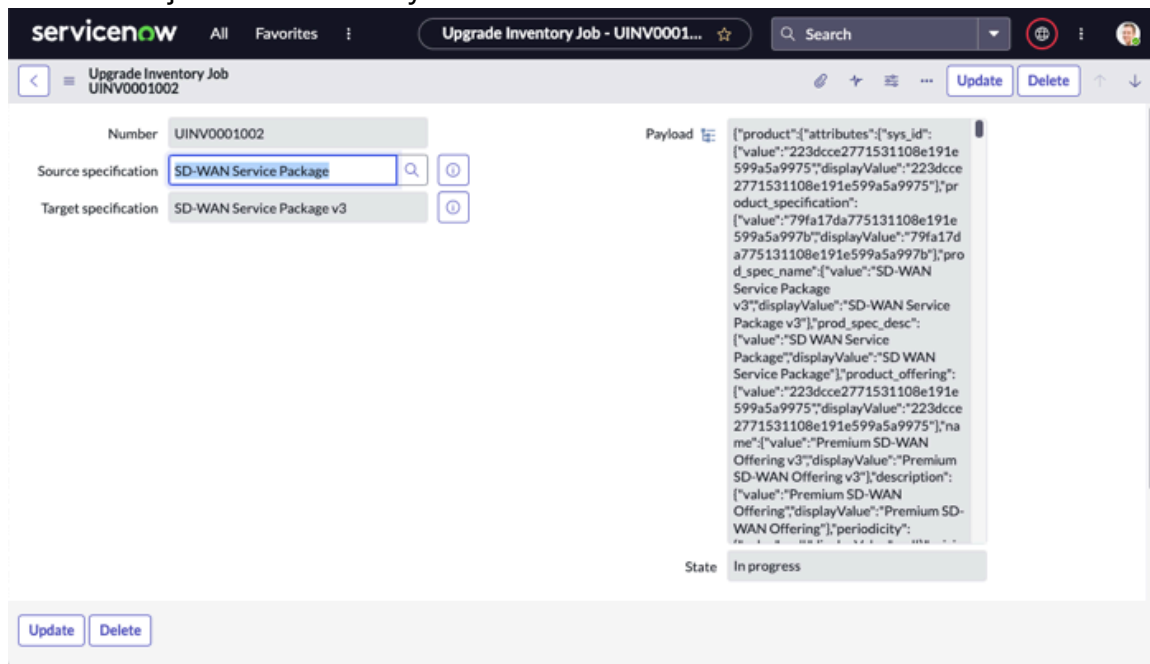 servicenow All Favorites Upgrade Inventory Job - UINV0001... Search
Upgrade Inventory Job
UINV0001002
Update Delete
Number UINV0001002
Source specification SD-WAN Service Package
Target specification SD-WAN Service Package v3
Payload
{"product":{"attributes":{"sys_id":
{"value":"223dcce2771531108e191e
599a5a9975","displayValue":"223dcce
2771531108e191e599a5a9975"},"pr
oduct_specification":
{"value":"79fa17da775131108e191e
599a5a997b","displayValue":"79fa17d
a775131108e191e599a5a997b"},"pro
d_spec_name":{"value":"SD-WAN
Service Package
v3","displayValue":"SD-WAN Service
Package v3"},"prod_spec_desc":
{"value":"SD WAN Service
Package","displayValue":"SD WAN
Service Package"},"product_offering":
{"value":"223dcce2771531108e191e
599a5a9975","displayValue":"223dcce
2771531108e191e599a5a9975"},"na
me":{"value":"Premium SD-WAN
Offering v3","displayValue":"Premium
SD-WAN Offering v3"},"description":
{"value":"Premium SD-WAN
Offering","displayValue":"Premium SD-
WAN Offering"},"periodicity":
State In progress
Update Delete